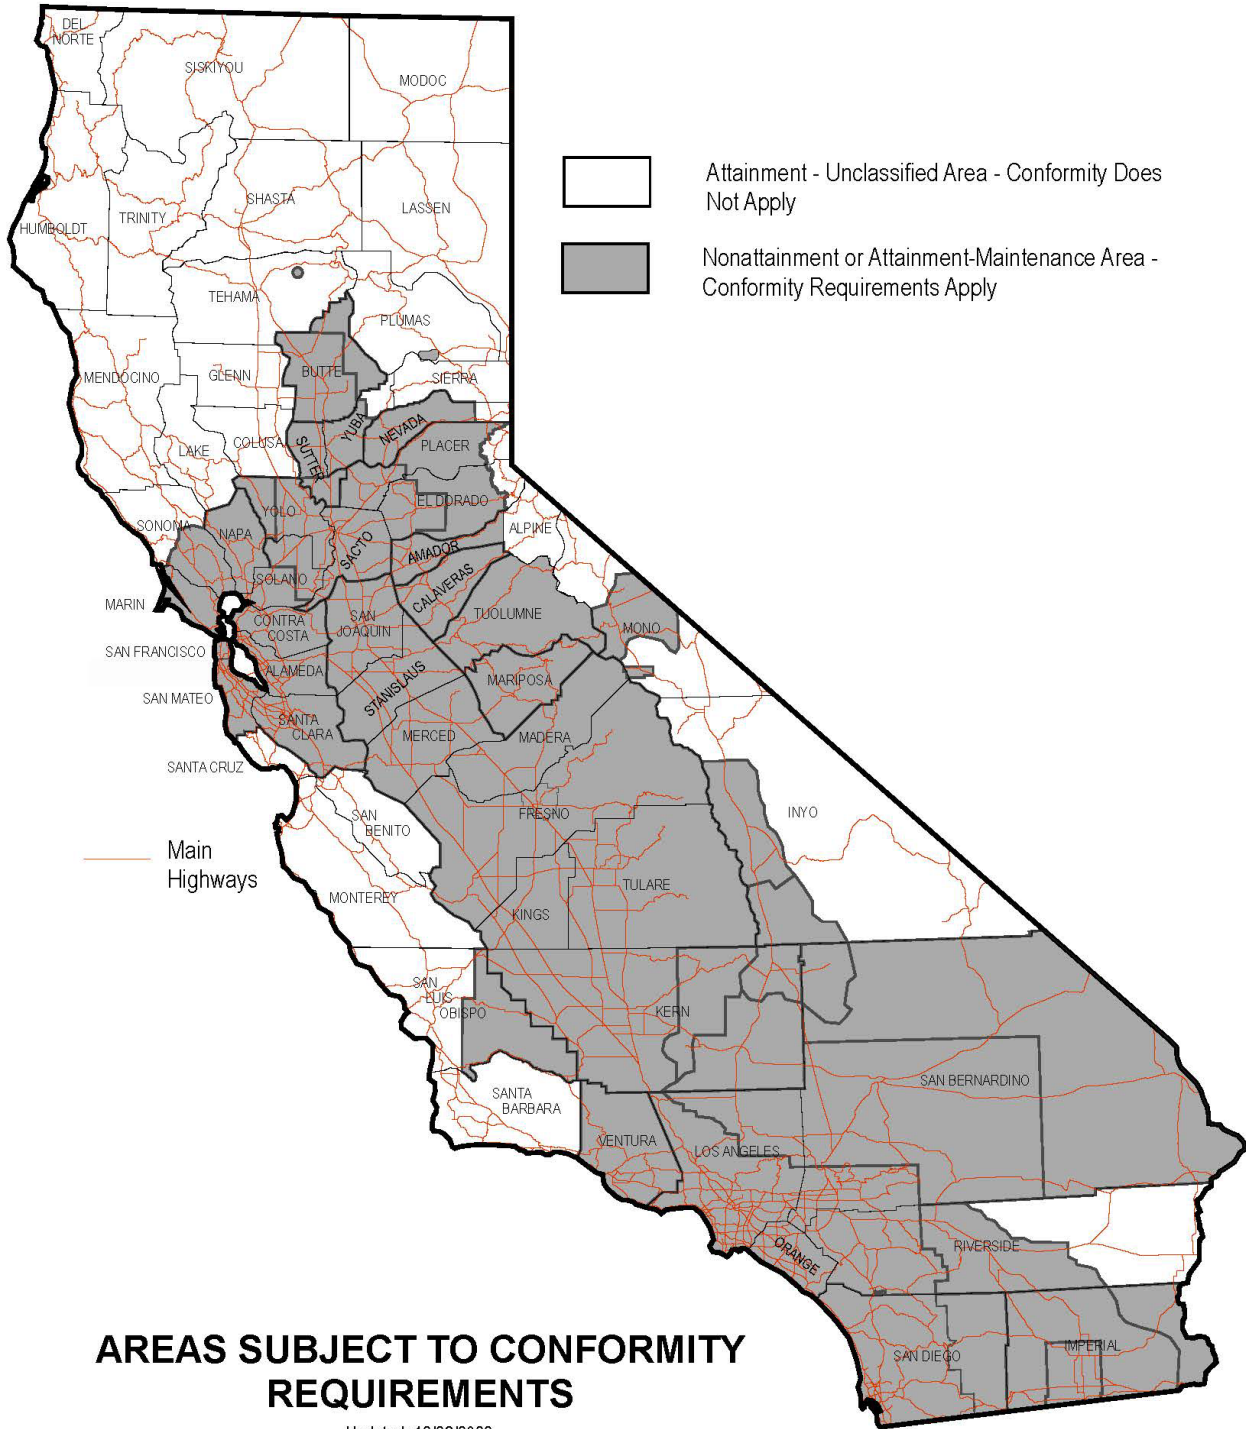 DEL
NORTE
SISKIYOU
MODOC
HUMBOLDT
TRINITY
SHASTA
LASSEN
Attainment - Unclassified Area - Conformity Does
Not Apply
Nonattainment or Attainment-Maintenance Area -
Conformity Requirements Apply
TEHAMA
PLUMAS
MENDOCINO
GLENN
BUTTE
SIERRA
LAKE
COLUSA
SUTTER
YUBA
NEVADA
PLACER
SONOMA
NAPA
YOLO
EL DORADO
ALPINE
SACTO
AMADOR
SOLANO
CALAVERAS
MARIN
CONTRA
COSTA
SAN
JOAQUIN
TUOLUMNE
MONO
SAN FRANCISCO
ALAMEDA
STANISLAUS
MARIPOSA
SAN MATEO
SANTA
CLARA
MERCED
MADERA
SANTA CRUZ
SAN
BENITO
FRESNO
INYO
Main
Highways
MONTEREY
TULARE
KINGS
SAN
LUIS
OBISPO
KERN
SANTA
BARBARA
SAN BERNARDINO
VENTURA
LOS ANGELES
ORANGE
RIVERSIDE
SAN DIEGO
IMPERIAL
AREAS SUBJECT TO CONFORMITY
REQUIREMENTS